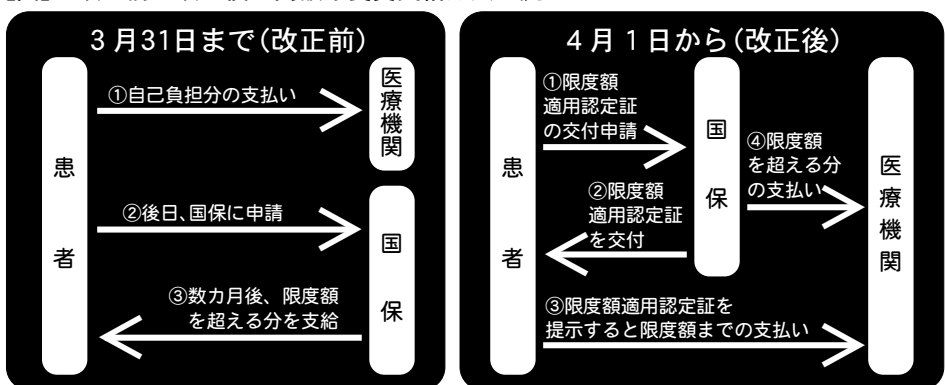 3月31日まで(改正前)
患者
①自己負担分の支払い
医療機関
②後日、国保に申請
国保
③数カ月後、限度額
を超える分を支給
4月1日から(改正後)
患者
①限度額
適用認定証
の交付申請
国保
②限度額
適用認定証
を交付
④限度額
を超える分
の支払い
医療機関
③限度額適用認定証を
提示すると限度額までの支払い